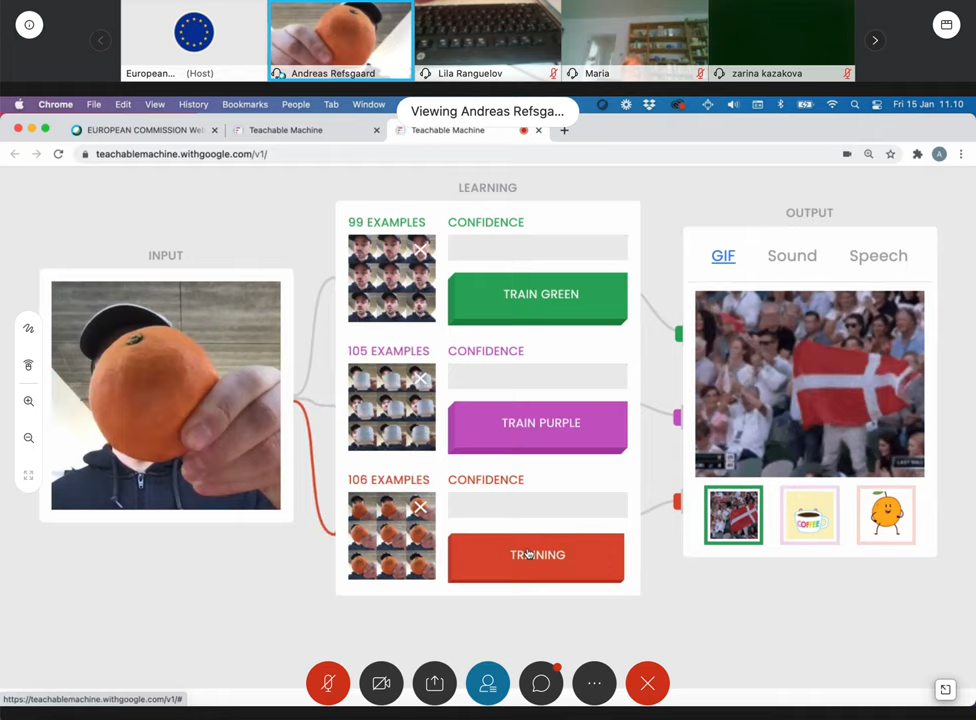 European... (Host)
Andreas Refsgaard
Lila Ranguelov
Maria
zarina kazakova
Chrome File Edit View History Bookmarks People Tab Window
Fri 15 Jan 11.10
Viewing Andreas Refsga...
EUROPEAN COMMISSION Web
Teachable Machine
Teachable Machine
teachablemachine.withgoogle.com/v1/
A
LEARNING
INPUT
OUTPUT
99 EXAMPLES CONFIDENCE
TRAIN GREEN
105 EXAMPLES CONFIDENCE
TRAIN PURPLE
106 EXAMPLES CONFIDENCE
TRAINING
GIF Sound Speech
COFFEE
https://teachablemachine.withgoogle.com/v1/#